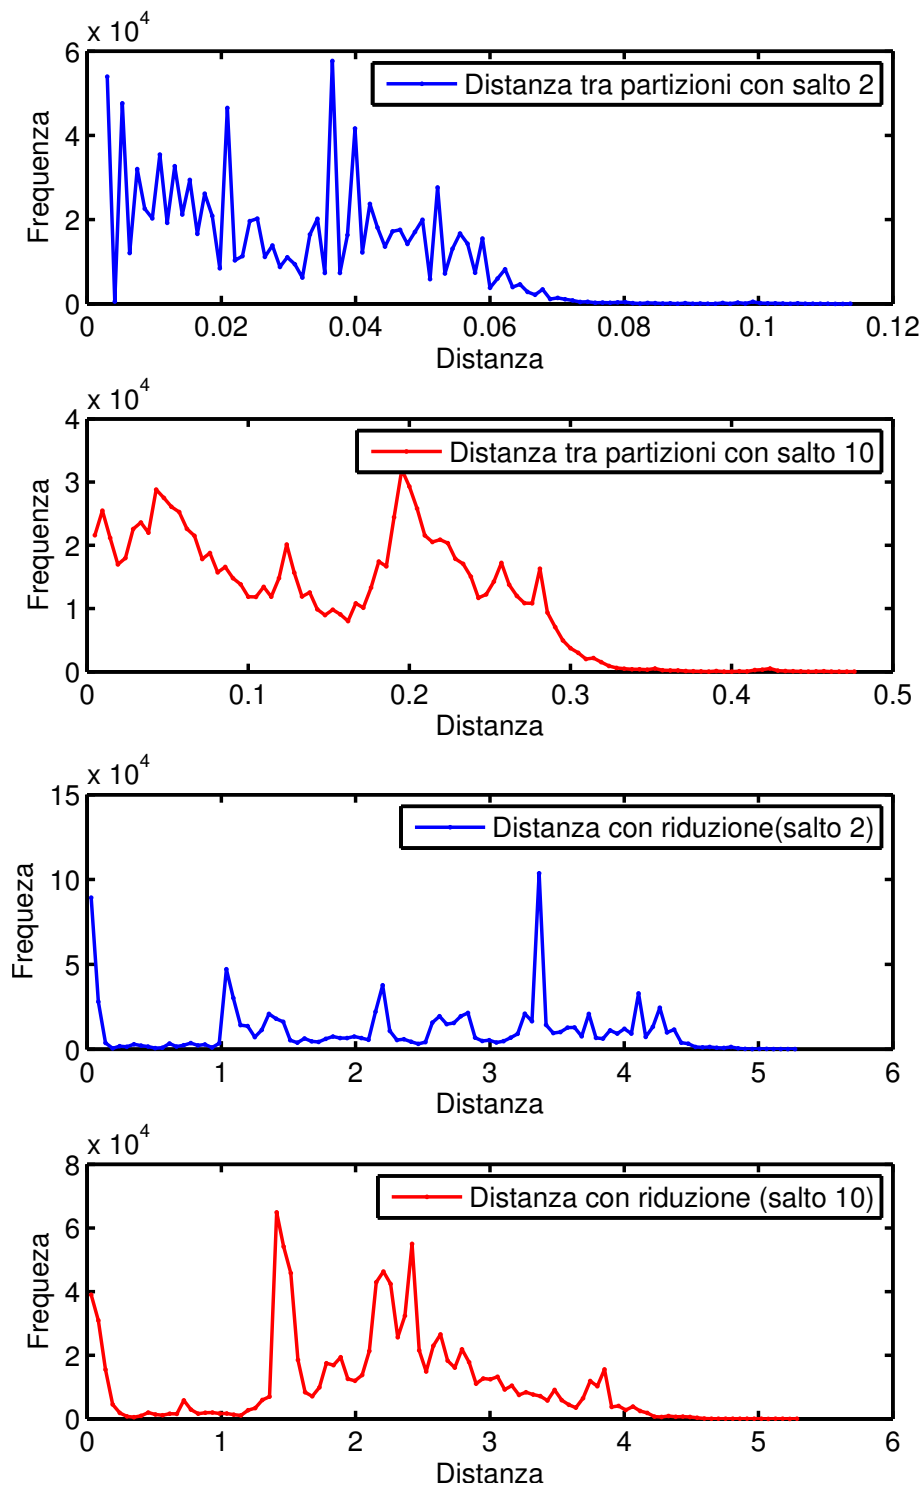 x 10^4
6
4
2
0
Frequenza
Distanza tra partizioni con salto 2
0 0.02 0.04 0.06 0.08 0.1 0.12
Distanza
x 10^4
4
3
2
1
0
Frequenza
Distanza tra partizioni con salto 10
0 0.1 0.2 0.3 0.4 0.5
Distanza
x 10^4
15
10
5
0
Frequeza
Distanza con riduzione(salto 2)
0 1 2 3 4 5 6
Distanza
x 10^4
8
6
4
2
0
Frequeza
Distanza con riduzione (salto 10)
0 1 2 3 4 5 6
Distanza